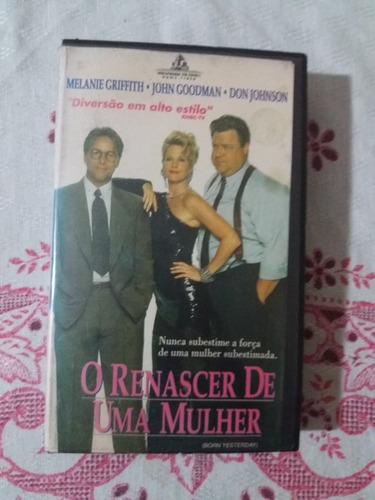 MELANIE GRIFFITH • JOHN GOODMAN • DON JOHNSON
"Diversão em alto estilo"
Nunca subestime a força
de uma mulher subestimada.
O RENASCER DE
UMA MULHER
(BORN YESTERDAY)